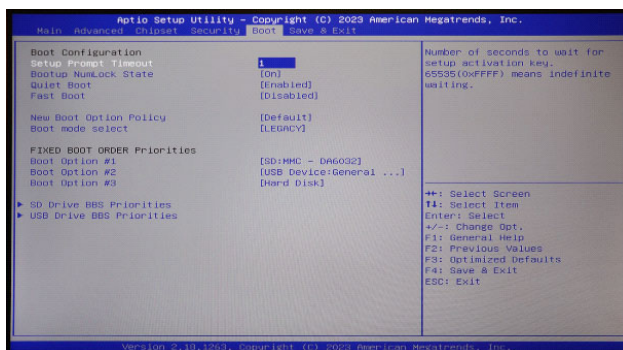 Aptio Setup Utility – Copyright (C) 2023 American Megatrends, Inc.
Main Advanced Chipset Security Boot Save & Exit
Boot Configuration
Setup Prompt Timeout 1
Bootup NumLock State [On]
Quiet Boot [Enabled]
Fast Boot [Disabled]
New Boot Option Policy [Default]
Boot mode select [LEGACY]
FIXED BOOT ORDER Priorities
Boot Option #1 [SD:MMC - DA6032]
Boot Option #2 [USB Device:General ...]
Boot Option #3 [Hard Disk]
SD Drive BBS Priorities
USB Drive BBS Priorities
Number of seconds to wait for
setup activation key.
65535(0xFFFF) means indefinite
waiting.
→←: Select Screen
↑↓: Select Item
Enter: Select
+/-: Change Opt.
F1: General Help
F2: Previous Values
F3: Optimized Defaults
F4: Save & Exit
ESC: Exit
Version 2.18.1263. Copyright (C) 2023 American Megatrends, Inc.